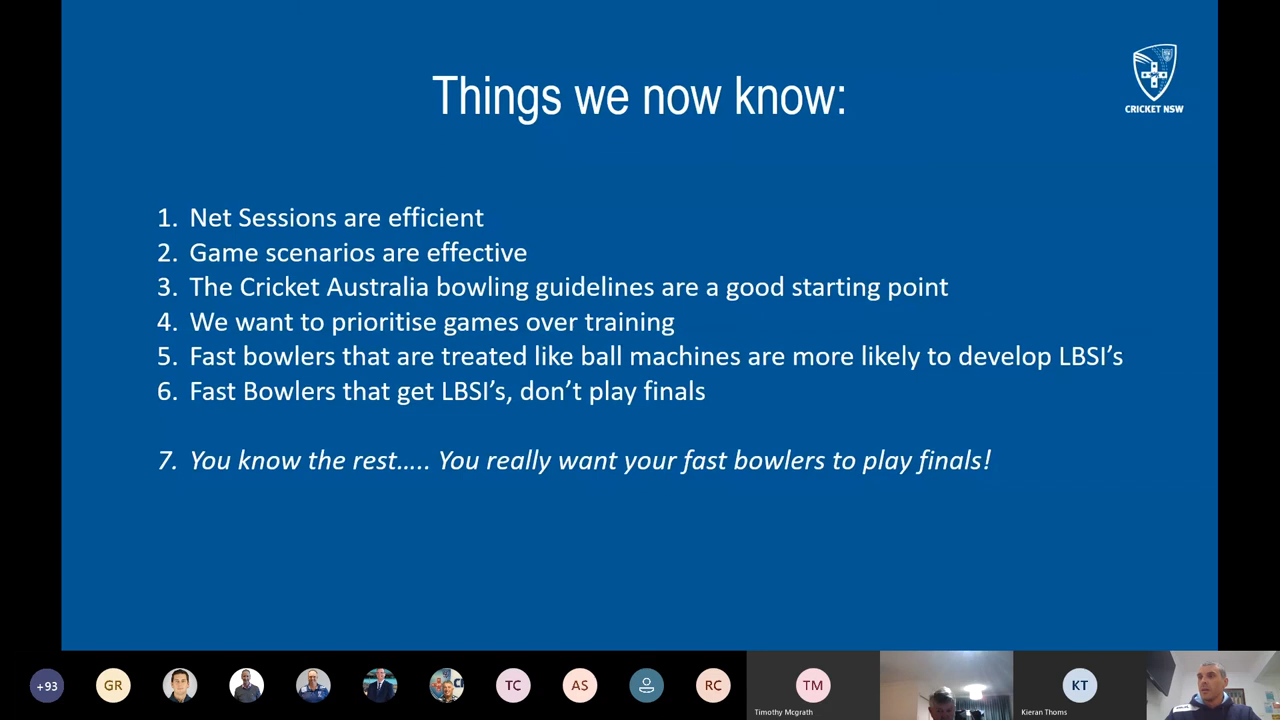 Things we now know:
CRICKET NSW
1. Net Sessions are efficient
2. Game scenarios are effective
3. The Cricket Australia bowling guidelines are a good starting point
4. We want to prioritise games over training
5. Fast bowlers that are treated like ball machines are more likely to develop LBSI's
6. Fast Bowlers that get LBSI's, don't play finals
7. You know the rest..... You really want your fast bowlers to play finals!
+93
GR
TC
AS
RC
TM
KT
Timothy Mcgrath
Kieran Thoms